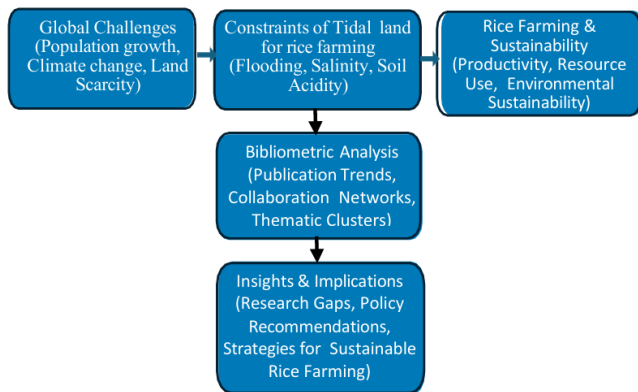 Global Challenges
(Population growth,
Climate change, Land
Scarcity)
Constraints of Tidal land
for rice farming
(Flooding, Salinity, Soil
Acidity)
Rice Farming &
Sustainability
(Productivity, Resource
Use, Environmental
Sustainability)
Bibliometric Analysis
(Publication Trends,
Collaboration Networks,
Thematic Clusters)
Insights & Implications
(Research Gaps, Policy
Recommendations,
Strategies for Sustainable
Rice Farming)